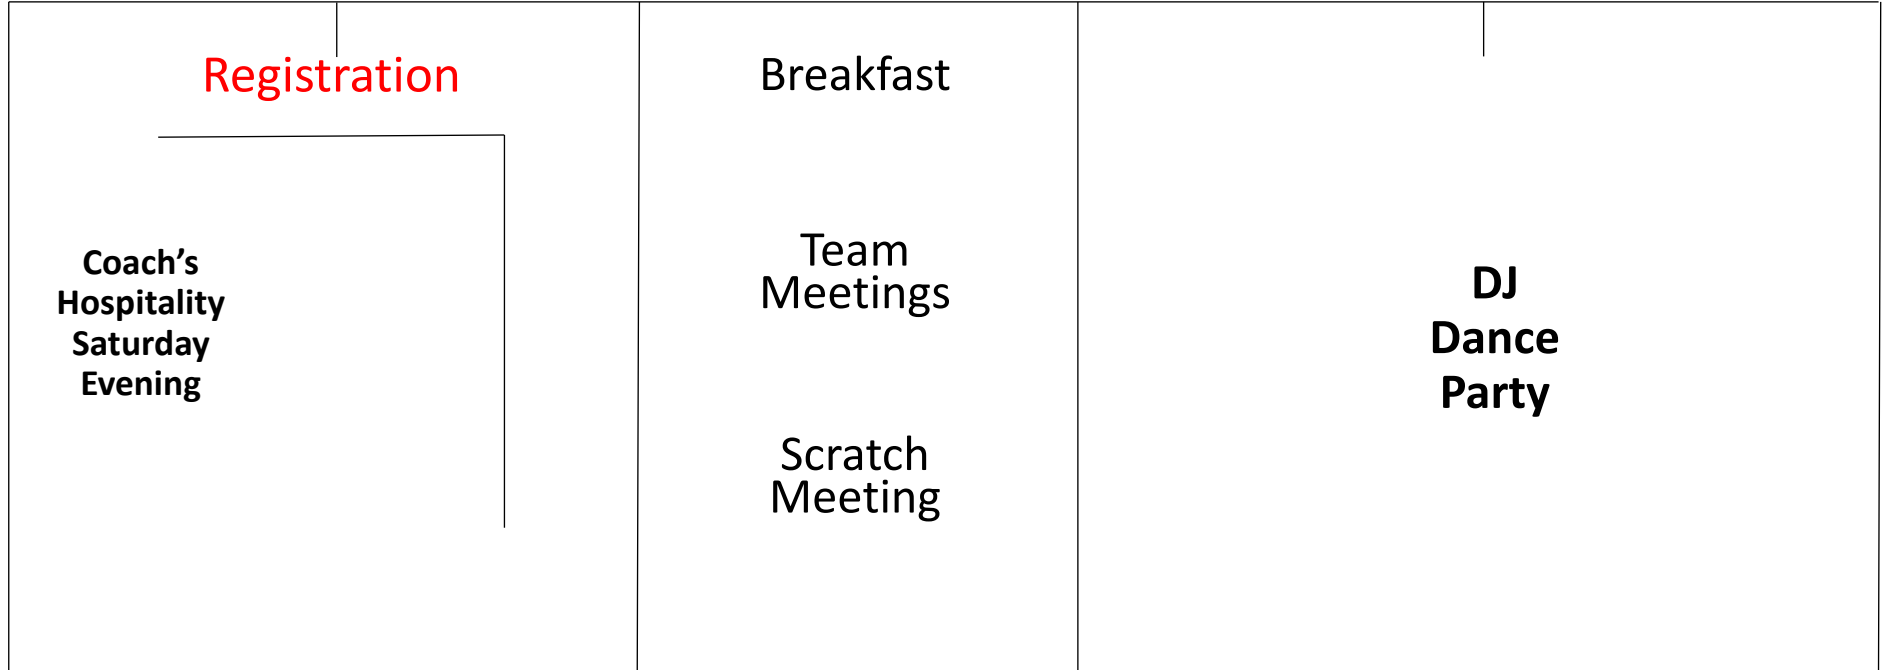 Registration
Coach’s
Hospitality
Saturday
Evening
Breakfast
Team
Meetings
Scratch
Meeting
DJ
Dance
Party